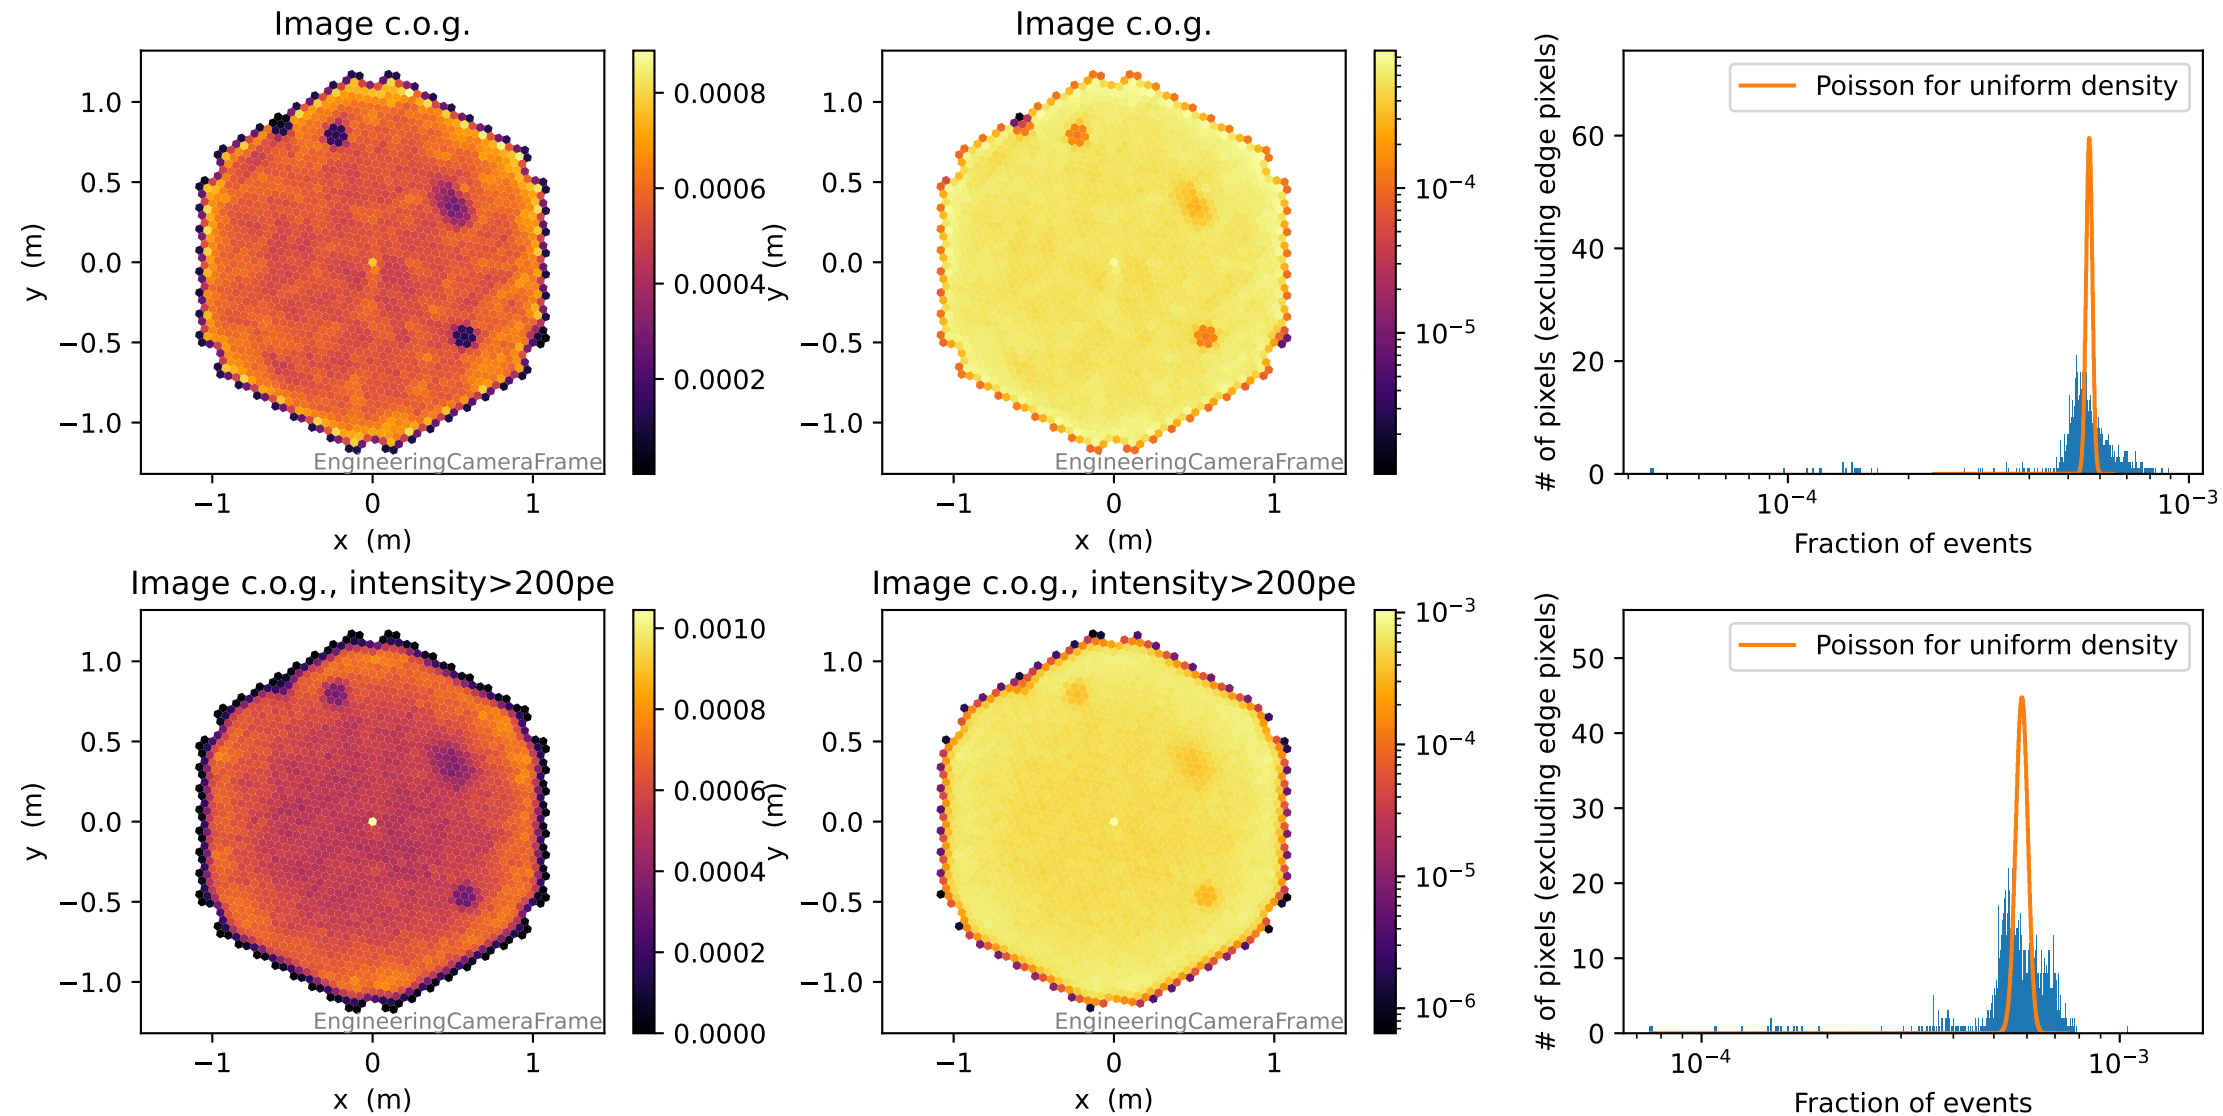 Image c.o.g.
y (m)
1.0
0.5
0.0
−0.5
−1.0
−1 0 1
x (m)
EngineeringCameraFrame
0.0008
0.0006
0.0004
0.0002
Image c.o.g.
y (m)
1.0
0.5
0.0
−0.5
−1.0
−1 0 1
x (m)
EngineeringCameraFrame
10⁻⁴
10⁻⁵
# of pixels (excluding edge pixels)
60
40
20
0
Poisson for uniform density
10⁻⁴ 10⁻³
Fraction of events
Image c.o.g., intensity>200pe
y (m)
1.0
0.5
0.0
−0.5
−1.0
−1 0 1
x (m)
EngineeringCameraFrame
0.0010
0.0008
0.0006
0.0004
0.0002
0.0000
Image c.o.g., intensity>200pe
y (m)
1.0
0.5
0.0
−0.5
−1.0
−1 0 1
x (m)
EngineeringCameraFrame
10⁻³
10⁻⁴
10⁻⁵
10⁻⁶
# of pixels (excluding edge pixels)
50
40
30
20
10
0
Poisson for uniform density
10⁻⁴ 10⁻³
Fraction of events